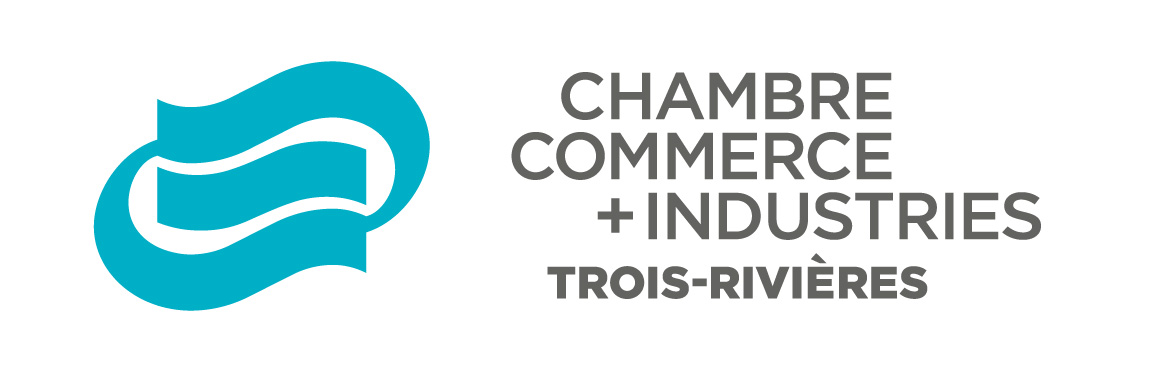 CHAMBRE
COMMERCE
+INDUSTRIES
TROIS-RIVIÈRES